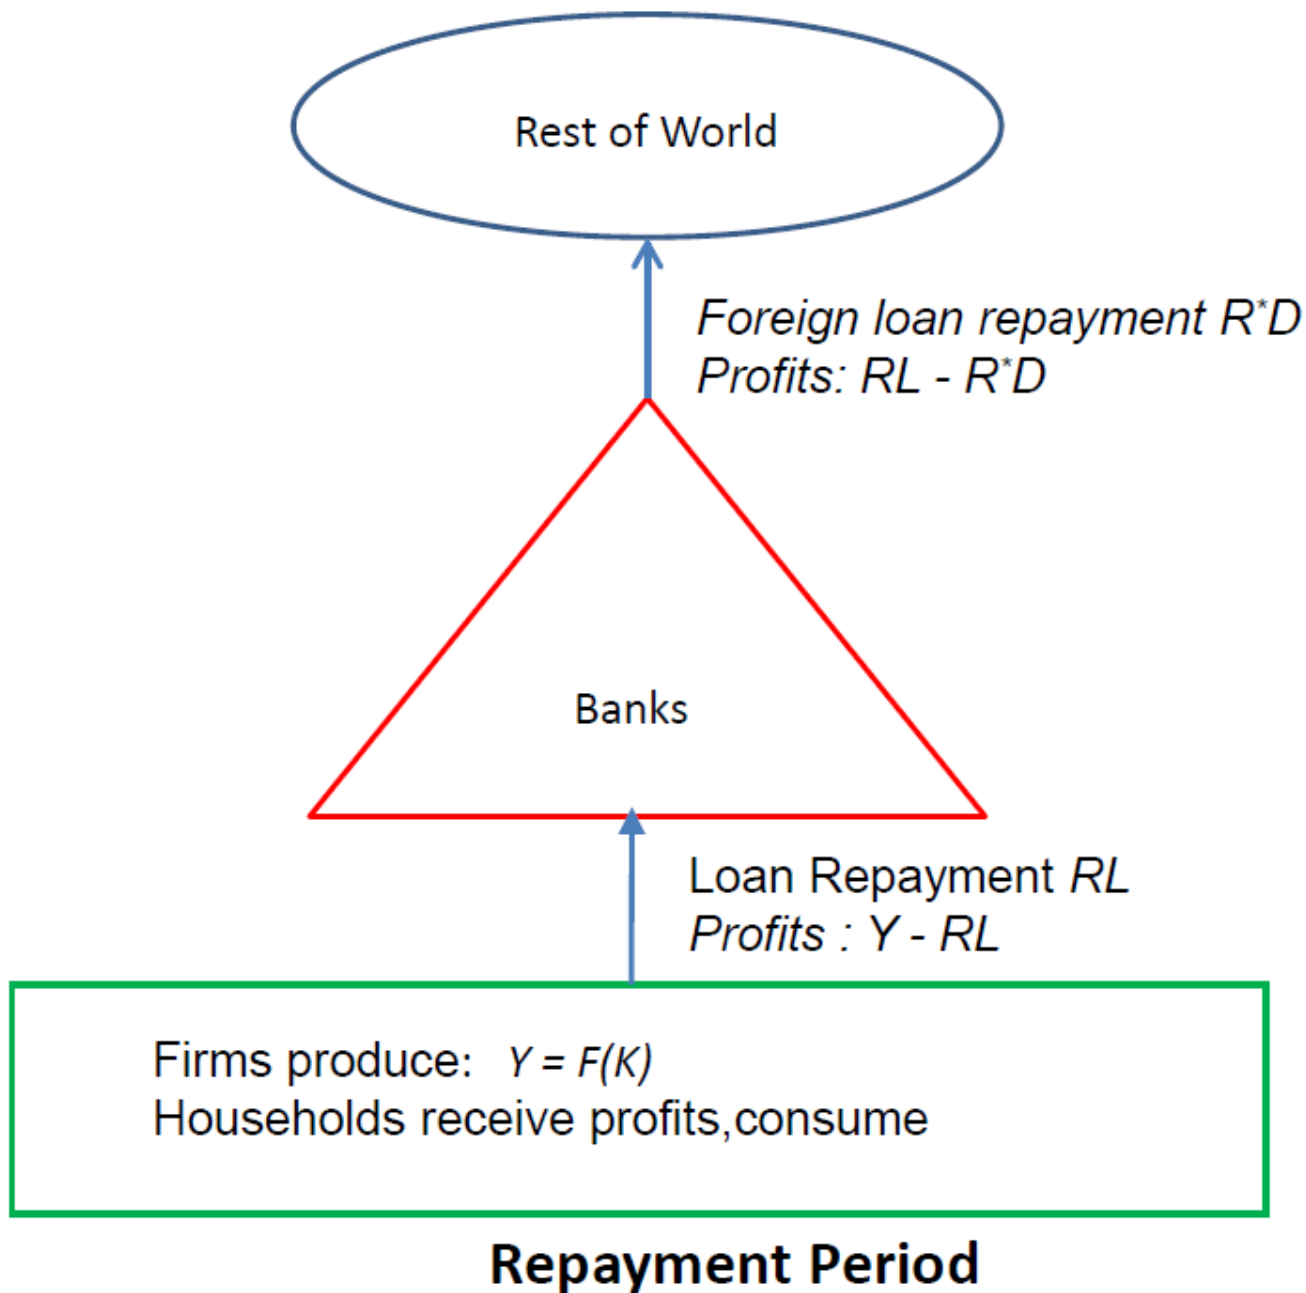 Rest of World
Foreign loan repayment R*D
Profits: RL - R*D
Banks
Loan Repayment RL
Profits : Y - RL
Firms produce: Y = F(K)
Households receive profits,consume
Repayment Period